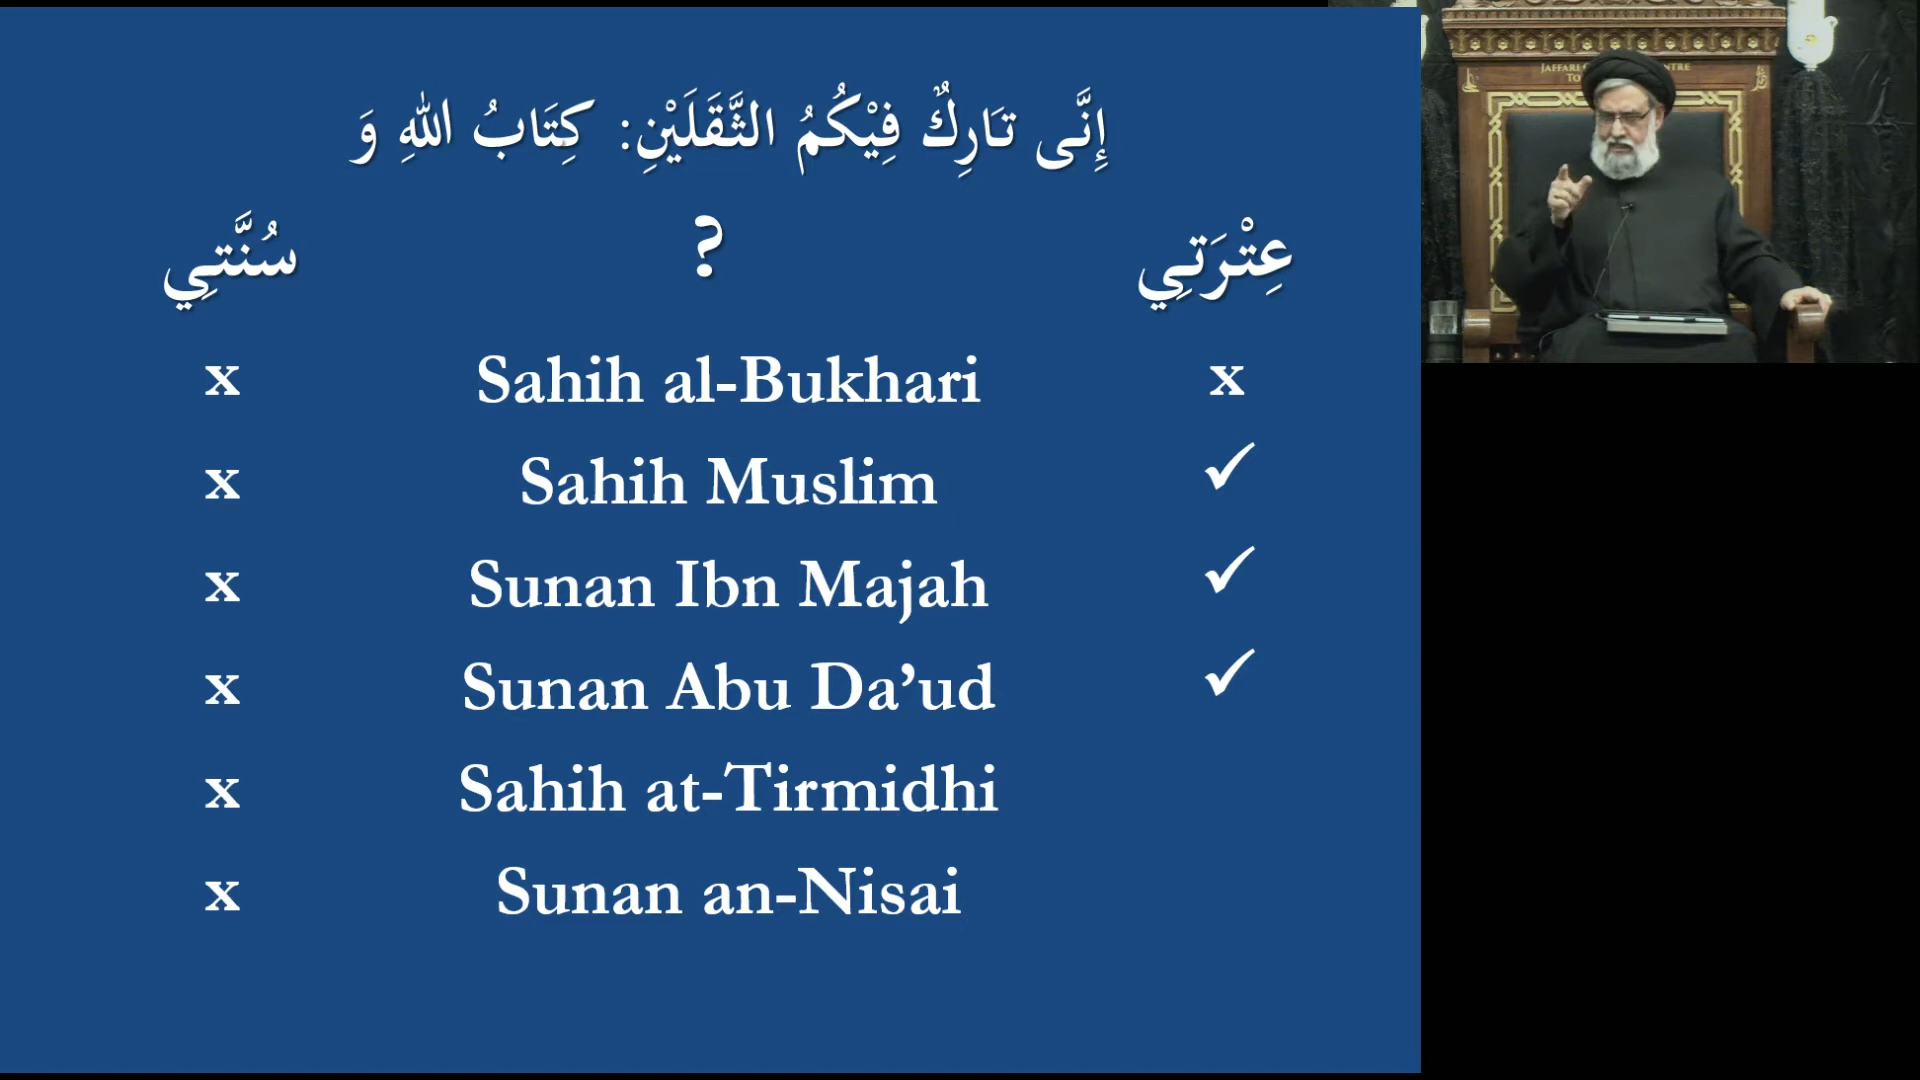 إِنَّى تَارِكٌ فِيْكُمُ الثَّقَلَيْنِ: كِتَابُ اللهِ وَ
عِتْرَتِي ? سُنَّتِي
x Sahih al-Bukhari x
x Sahih Muslim ✓
x Sunan Ibn Majah ✓
x Sunan Abu Da’ud ✓
x Sahih at-Tirmidhi
x Sunan an-Nisai